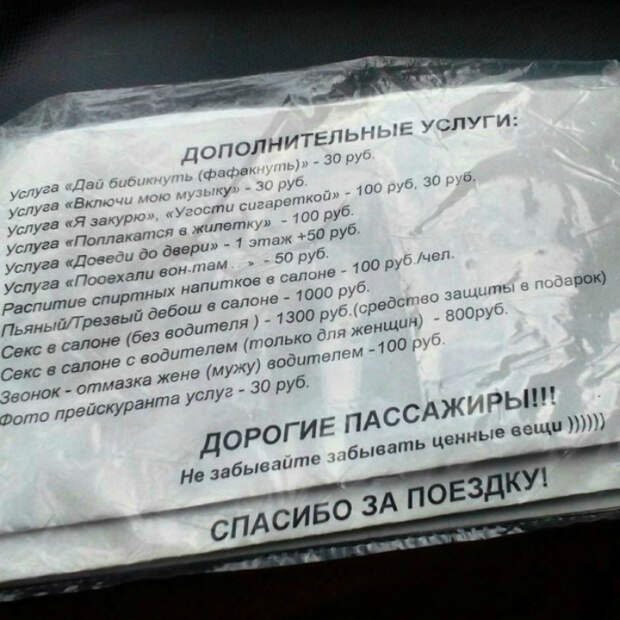 ДОПОЛНИТЕЛЬНЫЕ УСЛУГИ:
Услуга «Дай бибикнуть (фафакнуть)» - 30 руб.
Услуга «Включи мою музыку» - 30 руб.
Услуга «Я закурю», «Угости сигареткой» - 100 руб, 30 руб.
Услуга «Поплакатся в жилетку» - 100 руб.
Услуга «Доведи до двери» - 1 этаж +50 руб.
Услуга «Пооехали вон там . . » - 50 руб.
Распитие спиртных напитков в салоне - 100 руб./чел.
Пьяный/Трезвый дебош в салоне - 1000 руб.
Секс в салоне (без водителя ) - 1300 руб.(средство защиты в подарок)
Секс в салоне с водителем (только для женщин) - 800руб.
Звонок - отмазка жене (мужу) водителем -100 руб.
Фото прейскуранта услуг - 30 руб.
ДОРОГИЕ ПАССАЖИРЫ!!!
Не забывайте забывать ценные вещи ))))))
СПАСИБО ЗА ПОЕЗДКУ!